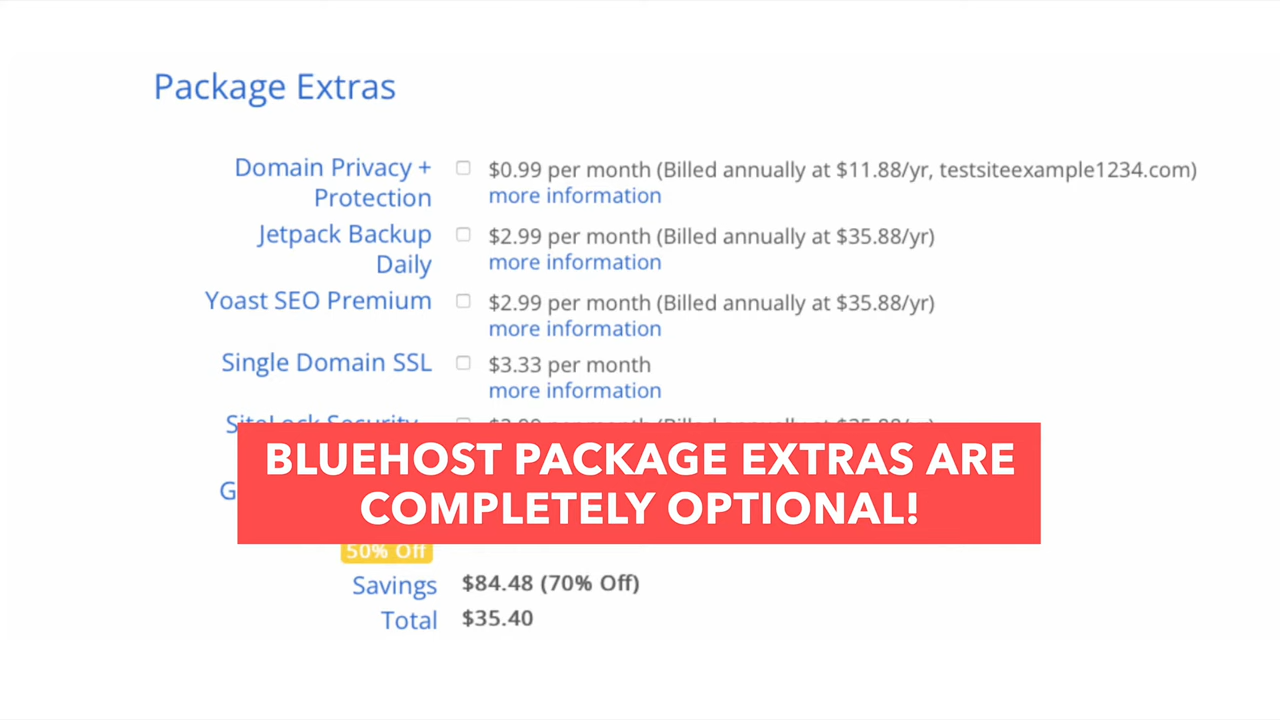 Package Extras
Domain Privacy + $0.99 per month (Billed annually at $11.88/yr, testsiteexample1234.com)
Protection more information
Jetpack Backup $2.99 per month (Billed annually at $35.88/yr)
Daily more information
Yoast SEO Premium $2.99 per month (Billed annually at $35.88/yr)
more information
Single Domain SSL $3.33 per month
more information
SiteLock Security
BLUEHOST PACKAGE EXTRAS ARE
COMPLETELY OPTIONAL!
50% Off
Savings $84.48 (70% Off)
Total $35.40